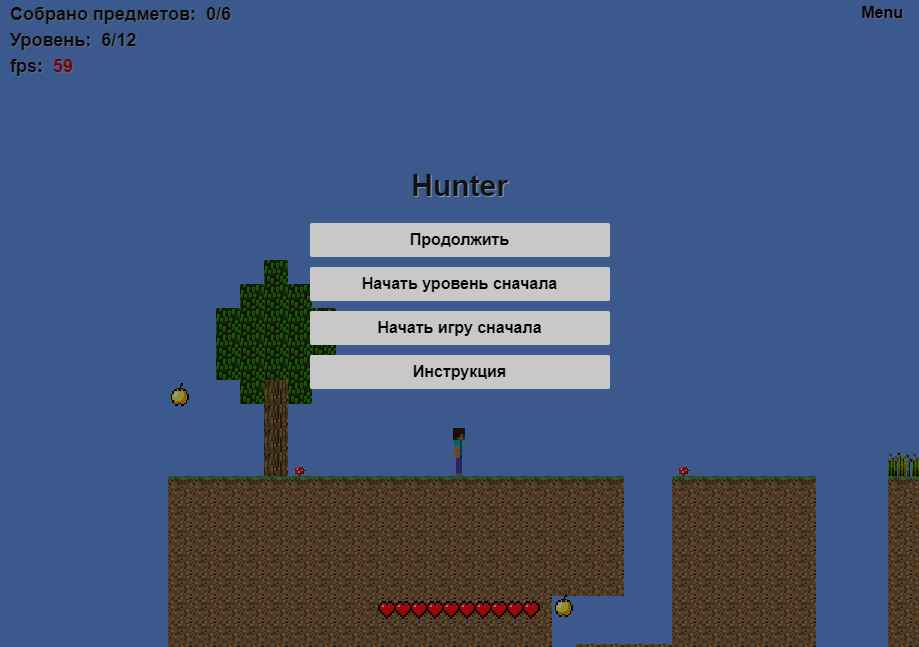 Собрано предметов: 0/6
Menu
Уровень: 6/12
fps: 59
Hunter
Продолжить
Начать уровень сначала
Начать игру сначала
Инструкция